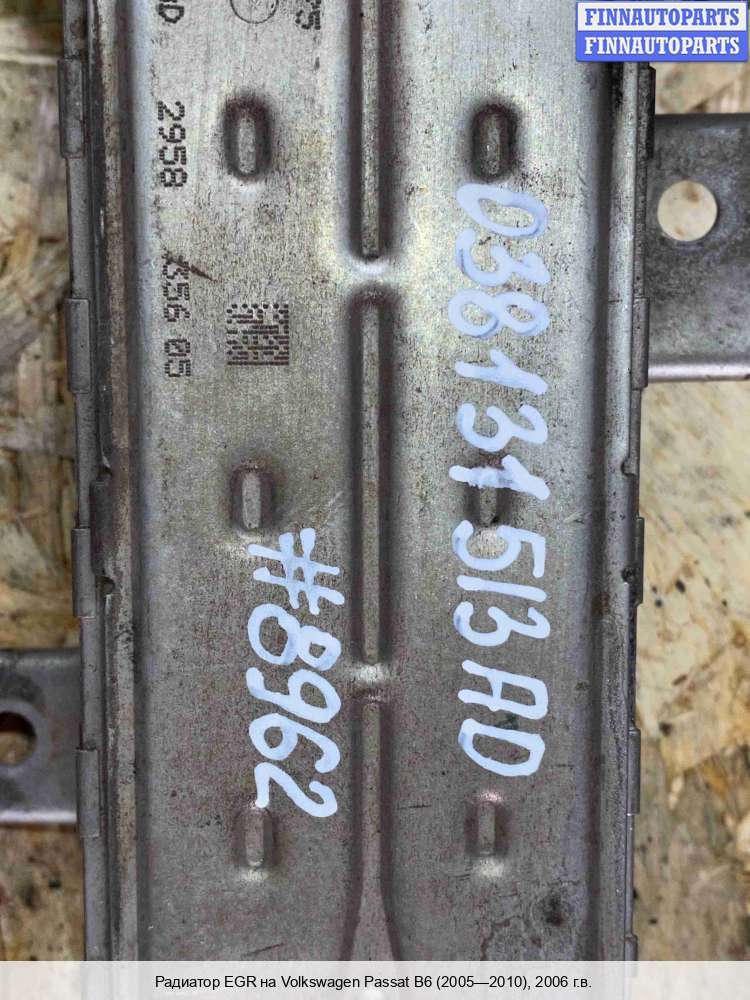 FINNAUTOPARTS
FINNAUTOPARTS
2958
356 05
038131513AD
#8962
Радиатор EGR на Volkswagen Passat B6 (2005—2010), 2006 г.в.